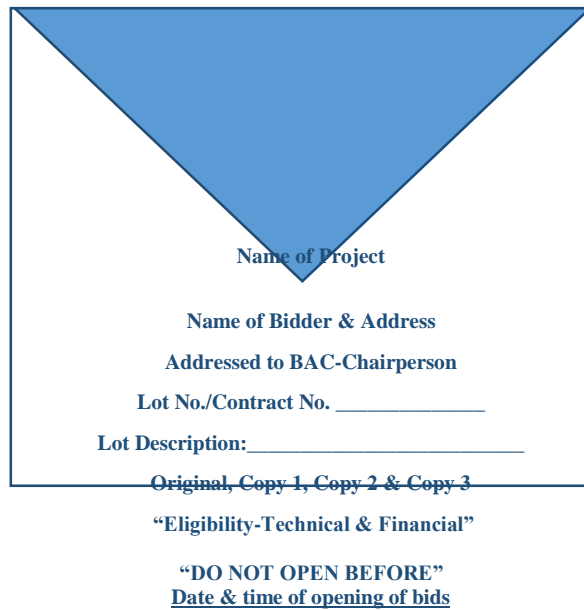 Name of Project
Name of Bidder & Address
Addressed to BAC-Chairperson
Lot No./Contract No. ______________
Lot Description:__________________________
Original, Copy 1, Copy 2 & Copy 3
“Eligibility-Technical & Financial”
“DO NOT OPEN BEFORE”
Date & time of opening of bids